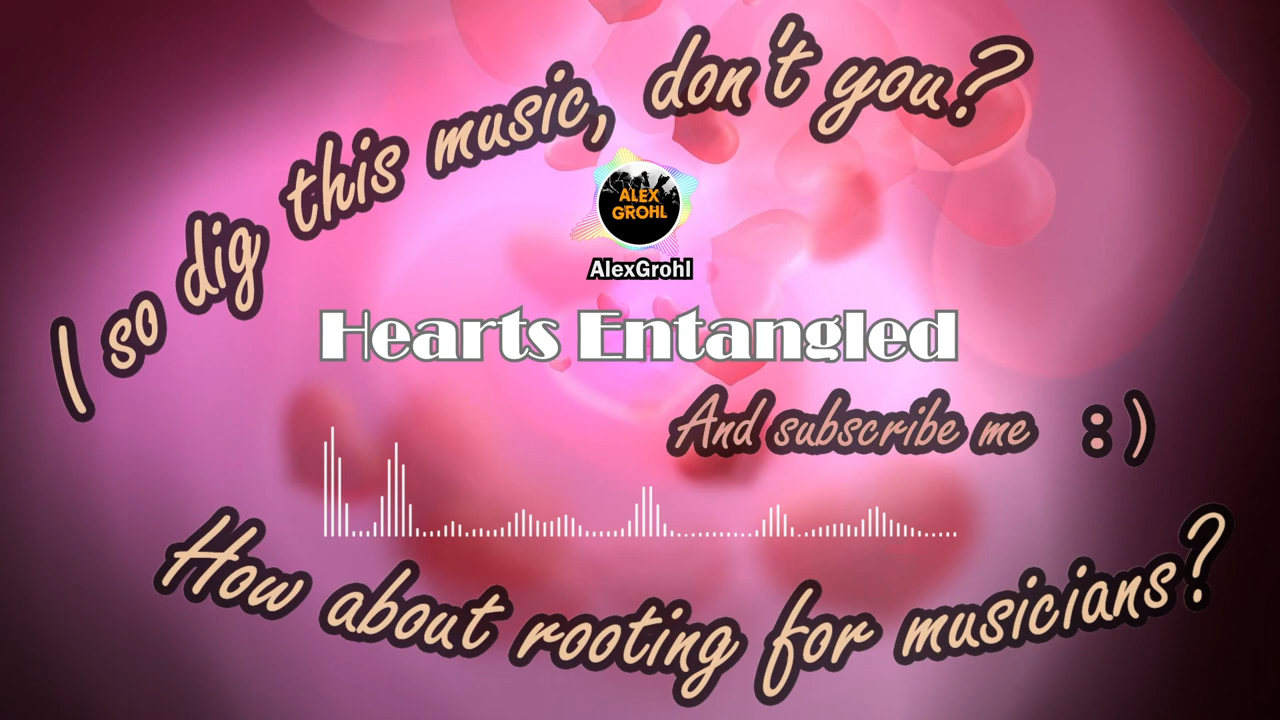 I so dig this music, don't you?
ALEX
GROHL
AlexGrohl
Hearts Entangled
And subscribe me :)
How about rooting for musicians?